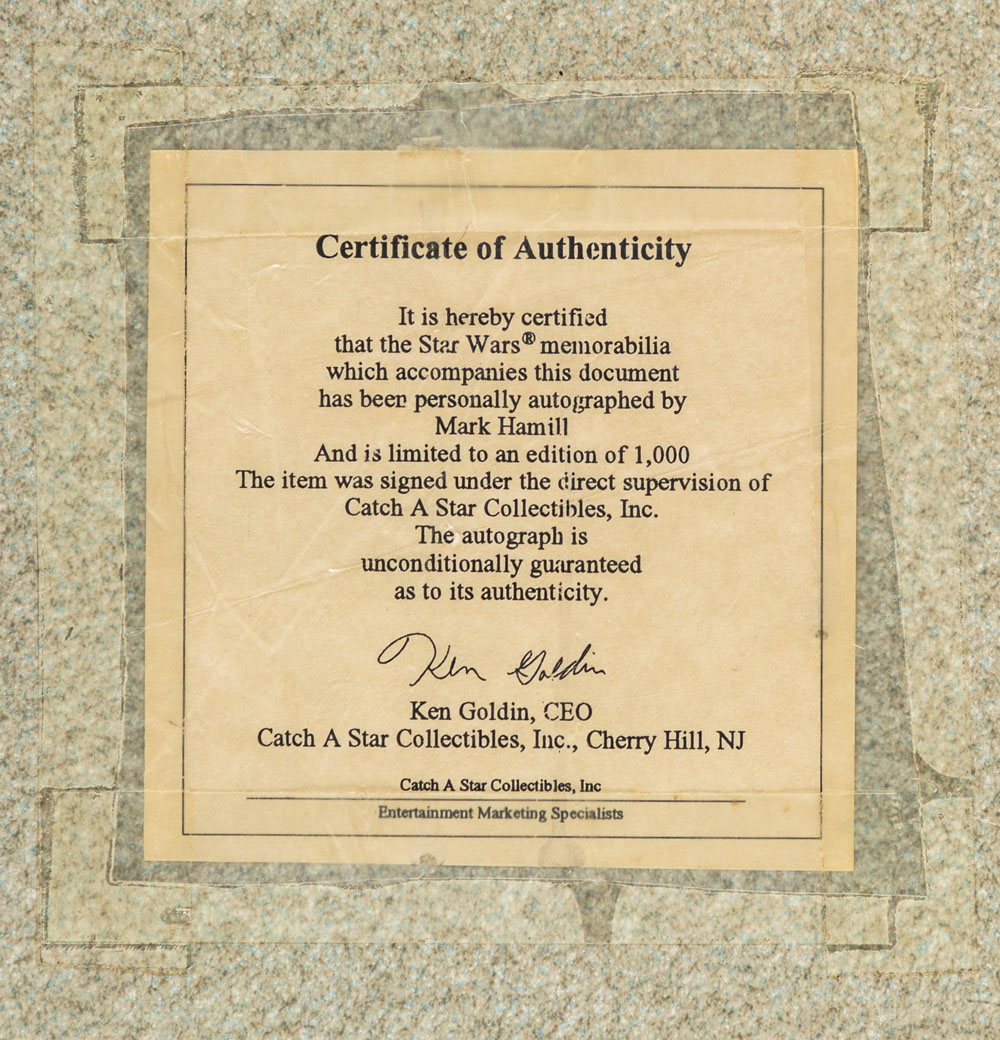 Certificate of Authenticity
It is hereby certified
that the Star Wars® memorabilia
which accompanies this document
has been personally autographed by
Mark Hamill
And is limited to an edition of 1,000
The item was signed under the direct supervision of
Catch A Star Collectibles, Inc.
The autograph is
unconditionally guaranteed
as to its authenticity.
Ken Goldin
Ken Goldin, CEO
Catch A Star Collectibles, Inc., Cherry Hill, NJ
Catch A Star Collectibles, Inc
Entertainment Marketing Specialists